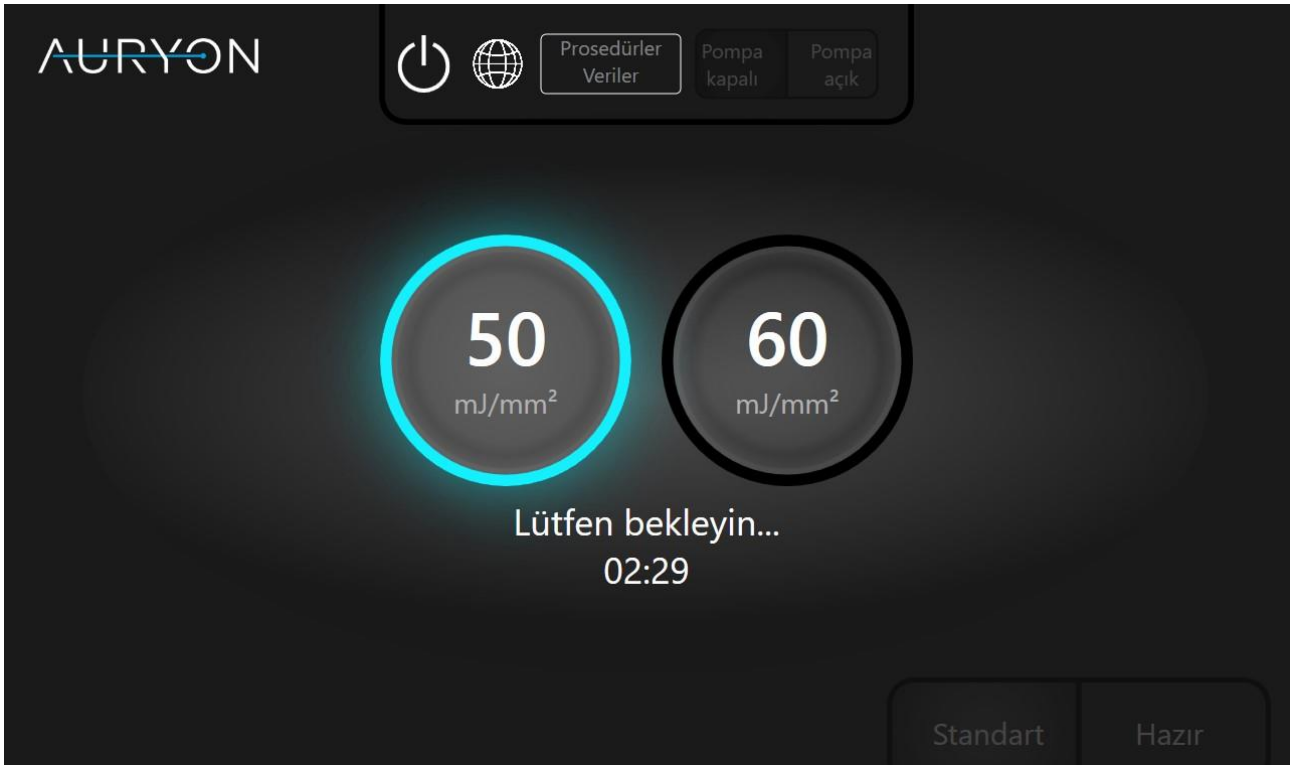 AURYON
Prosedürler
Veriler
Pompa
kapalı
Pompa
açık
50
mJ/mm²
60
mJ/mm²
Lütfen bekleyin...
02:29
Standart
Hazır